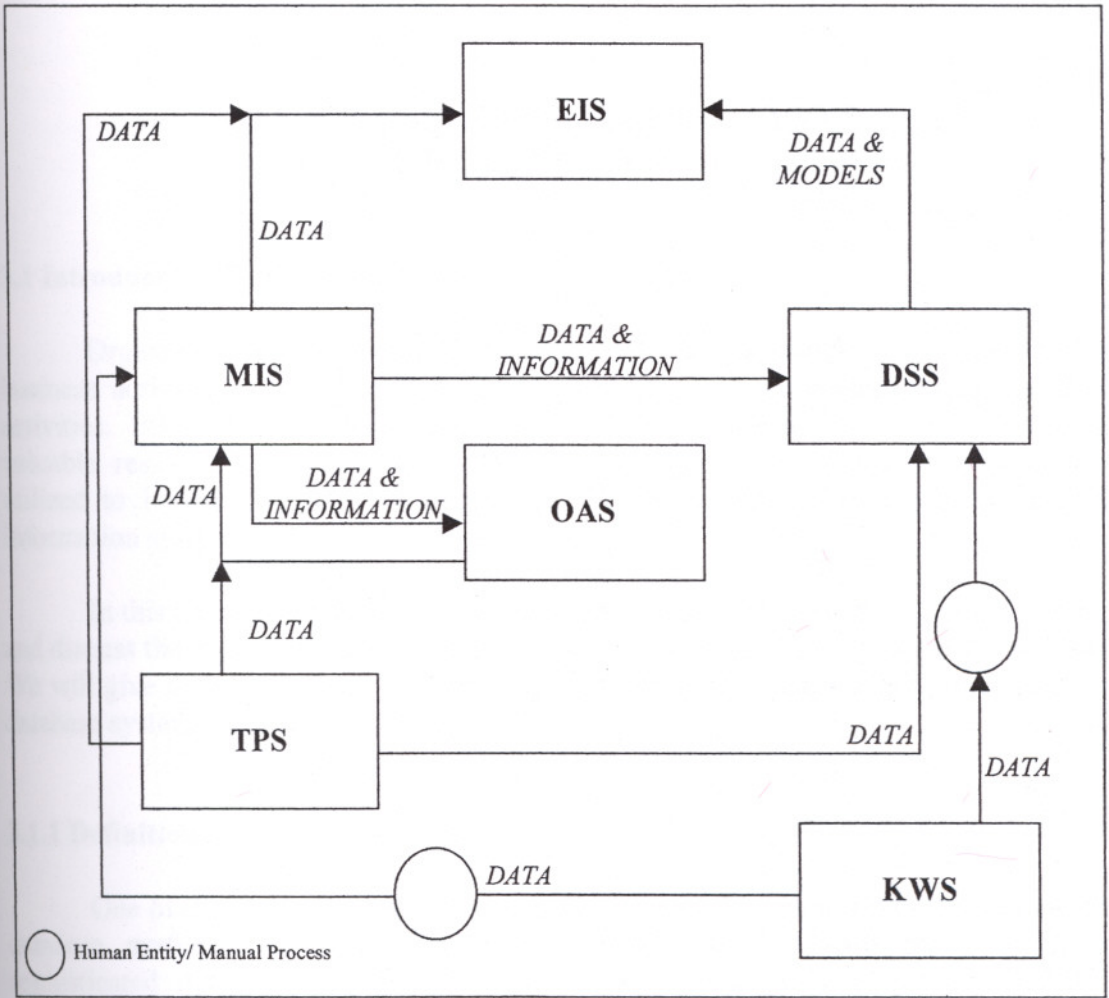 EIS
DATA
DATA &
MODELS
DATA
MIS
DATA &
INFORMATION
DSS
DATA
DATA &
INFORMATION
OAS
DATA
TPS
DATA
DATA
DATA
KWS
Human Entity/ Manual Process